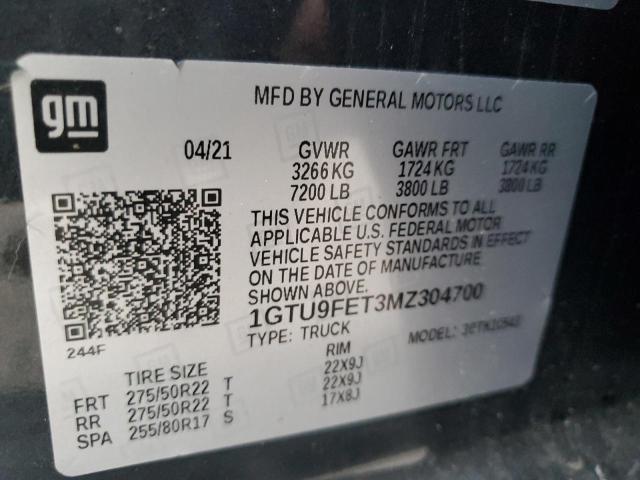 gm
MFD BY GENERAL MOTORS LLC
04/21 GVWR GAWR FRT GAWR RR
3266 KG 1724 KG 1724 KG
7200 LB 3800 LB 3800 LB
THIS VEHICLE CONFORMS TO ALL
APPLICABLE U.S. FEDERAL MOTOR
VEHICLE SAFETY STANDARDS IN EFFECT
ON THE DATE OF MANUFACTURE
SHOWN ABOVE
1GTU9FET3MZ304700
TYPE: TRUCK MODEL:
244F
TIRE SIZE RIM
FRT 275/50R22 T 22X9J
RR 275/50R22 T 22X9J
SPA 255/80R17 S 17X8J